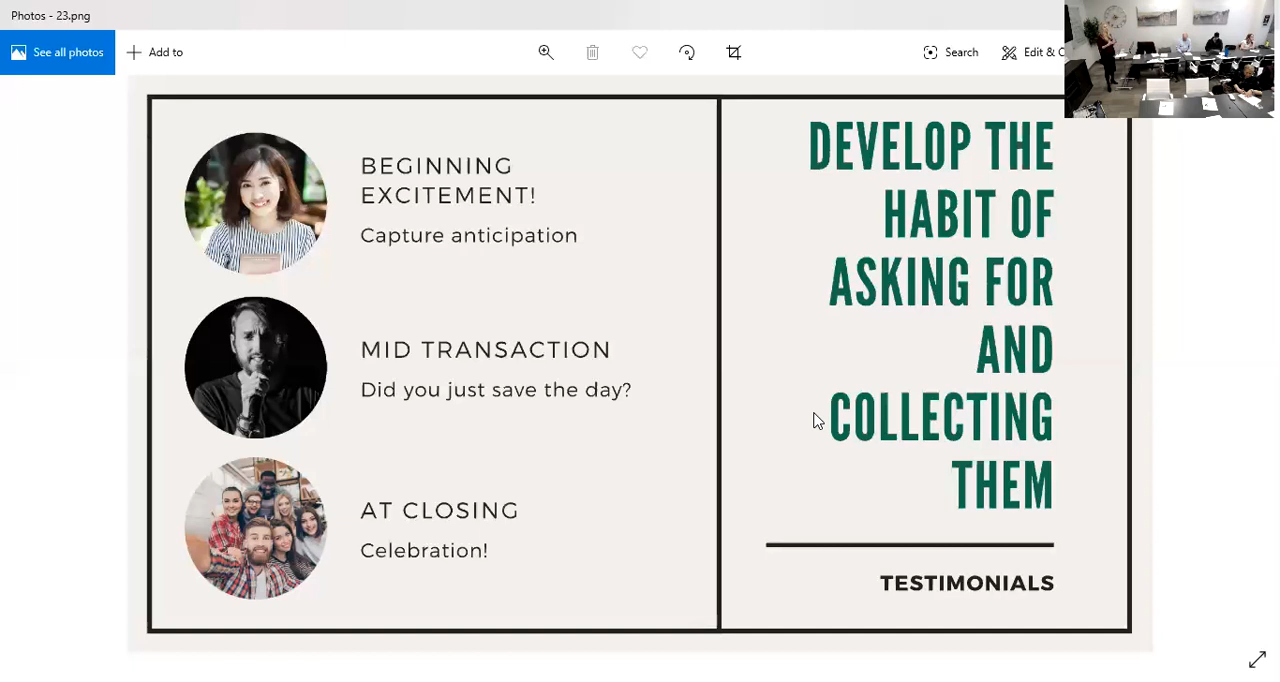 Photos - 23.png
See all photos
Add to
Search
Edit & C
BEGINNING
EXCITEMENT!
Capture anticipation
MID TRANSACTION
Did you just save the day?
AT CLOSING
Celebration!
DEVELOP THE
HABIT OF
ASKING FOR
AND
COLLECTING
THEM
TESTIMONIALS